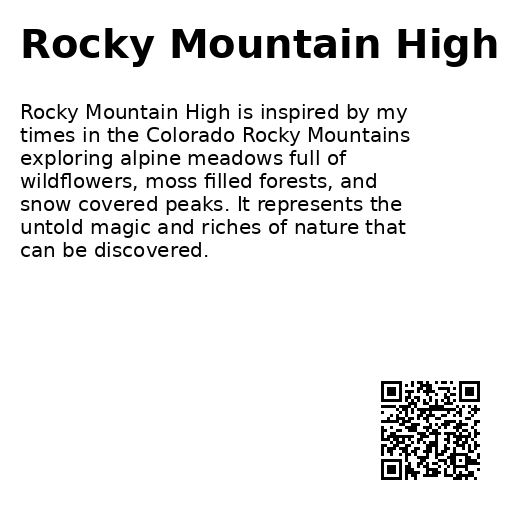 Rocky Mountain High
Rocky Mountain High is inspired by my
times in the Colorado Rocky Mountains
exploring alpine meadows full of
wildflowers, moss filled forests, and
snow covered peaks. It represents the
untold magic and riches of nature that
can be discovered.